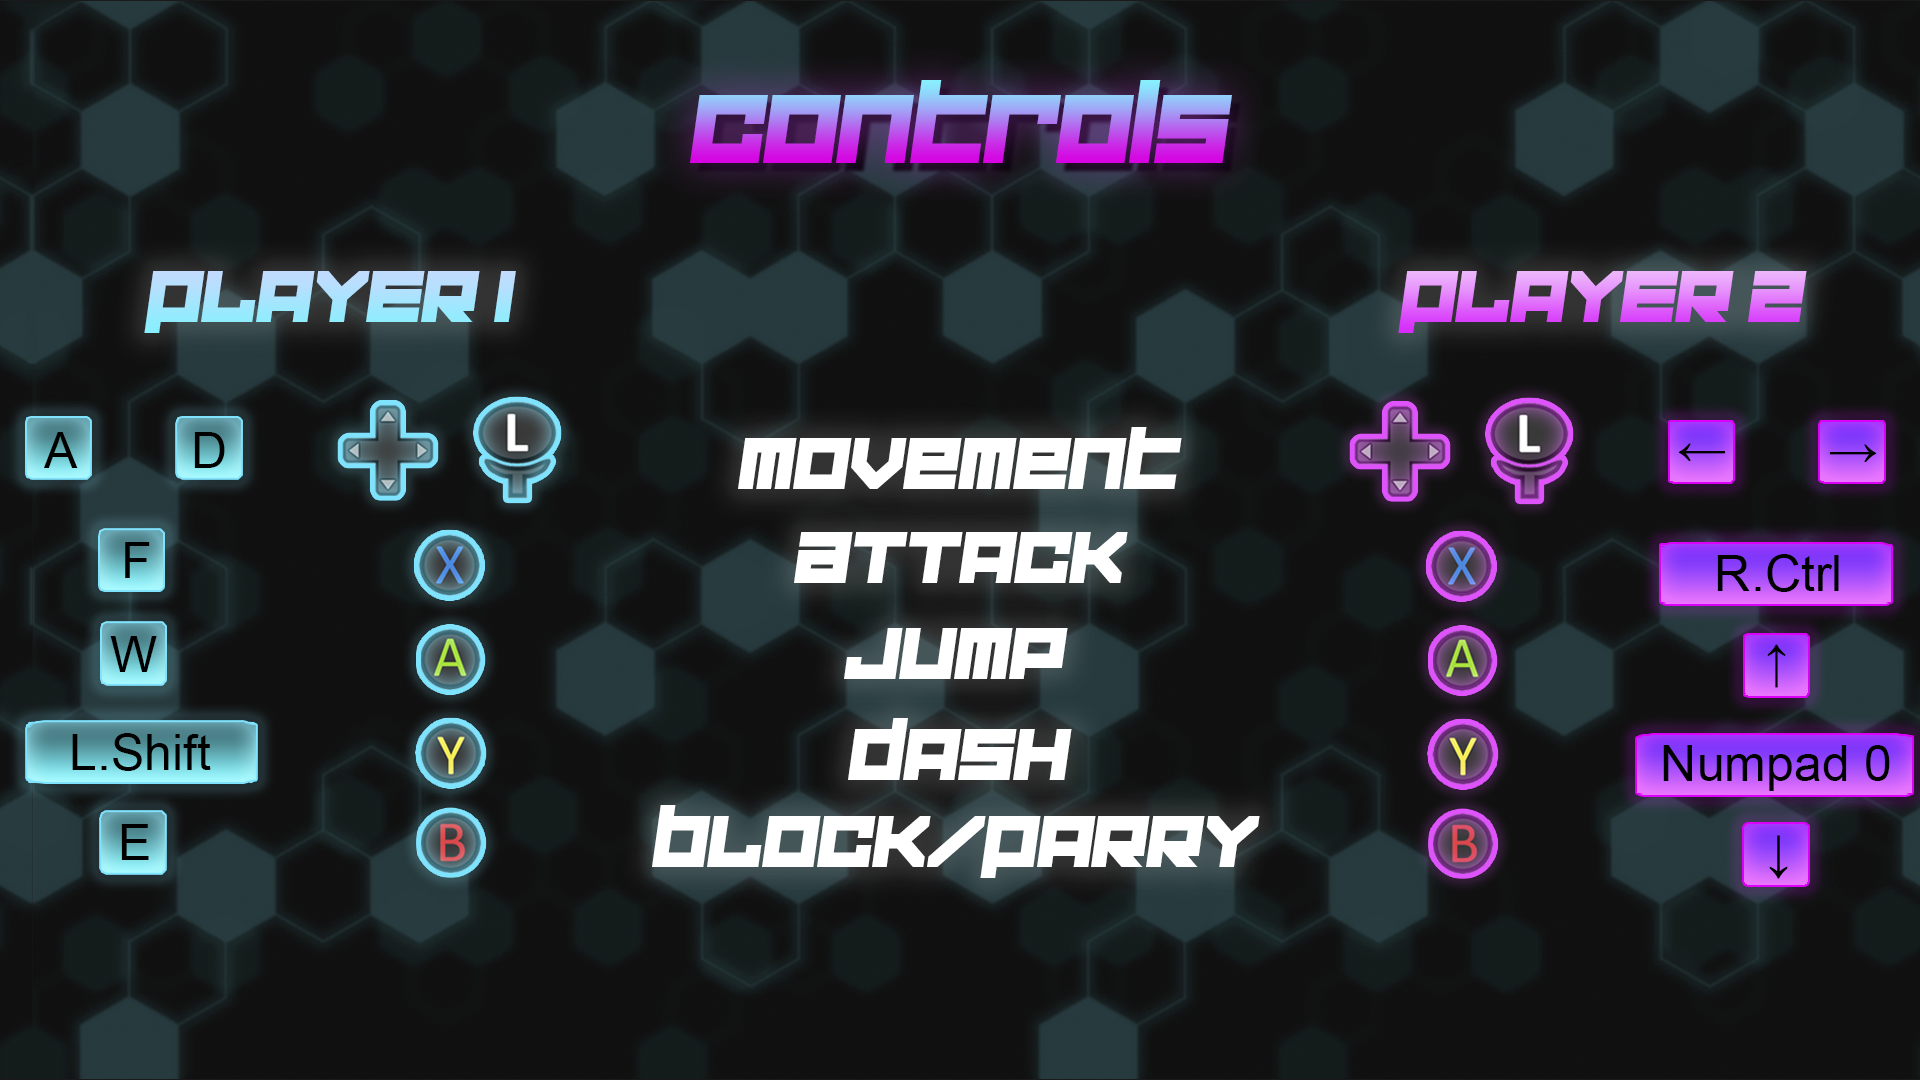 controls
PLAYER 1
PLAYER 2
A D L movement L ← →
F X ATTACK X R.Ctrl
W A JUMP A ↑
L.Shift Y DASH Y Numpad 0
E B BLOCK/PARRY B ↓